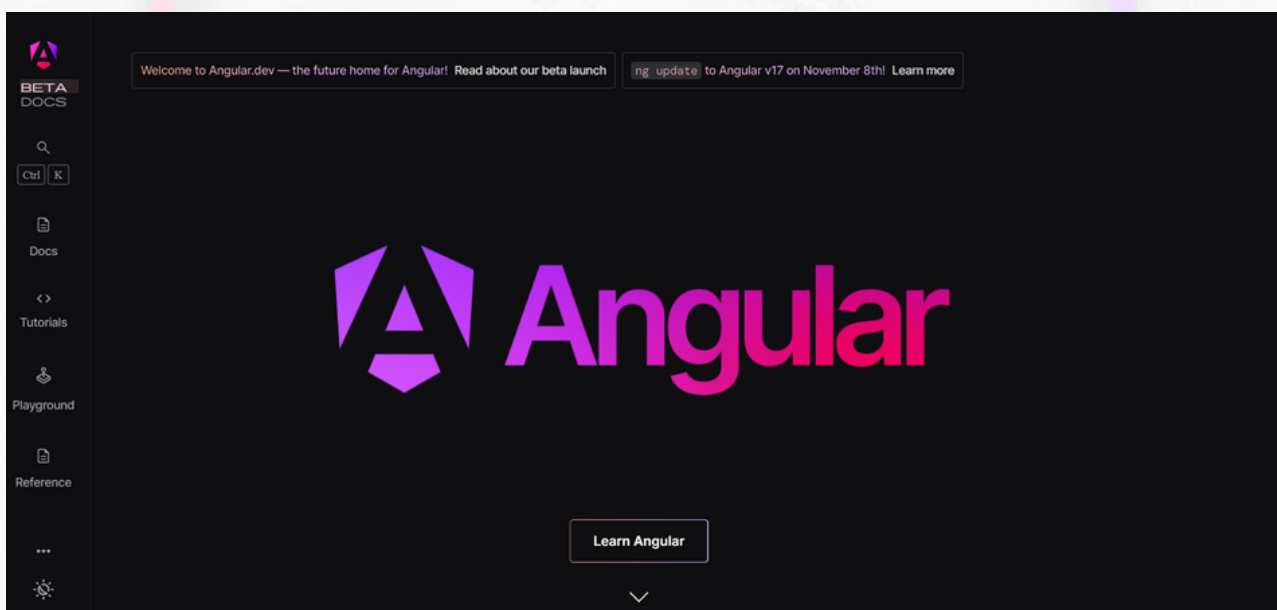 BETA
DOCS
Ctrl K
Docs
Tutorials
Playground
Reference
Welcome to Angular.dev — the future home for Angular! Read about our beta launch
ng update to Angular v17 on November 8th! Learn more
Angular
Learn Angular